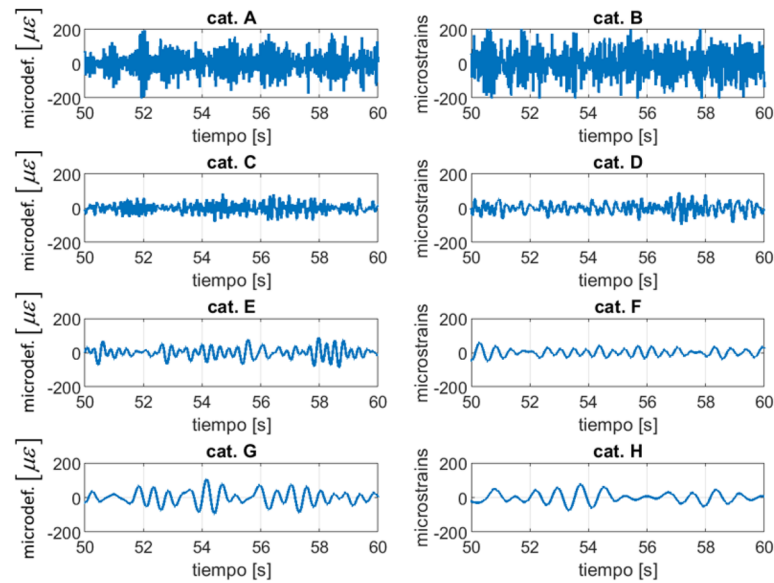 cat. A
cat. B
microdef. [με]
200
0
-200
50 52 54 56 58 60
tiempo [s]
microstrains
200
0
-200
50 52 54 56 58 60
tiempo [s]
cat. C
cat. D
microdef. [με]
200
0
-200
50 52 54 56 58 60
tiempo [s]
microstrains
200
0
-200
50 52 54 56 58 60
tiempo [s]
cat. E
cat. F
microdef. [με]
200
0
-200
50 52 54 56 58 60
tiempo [s]
microstrains
200
0
-200
50 52 54 56 58 60
tiempo [s]
cat. G
cat. H
microdef. [με]
200
0
-200
50 52 54 56 58 60
tiempo [s]
microstrains
200
0
-200
50 52 54 56 58 60
tiempo [s]